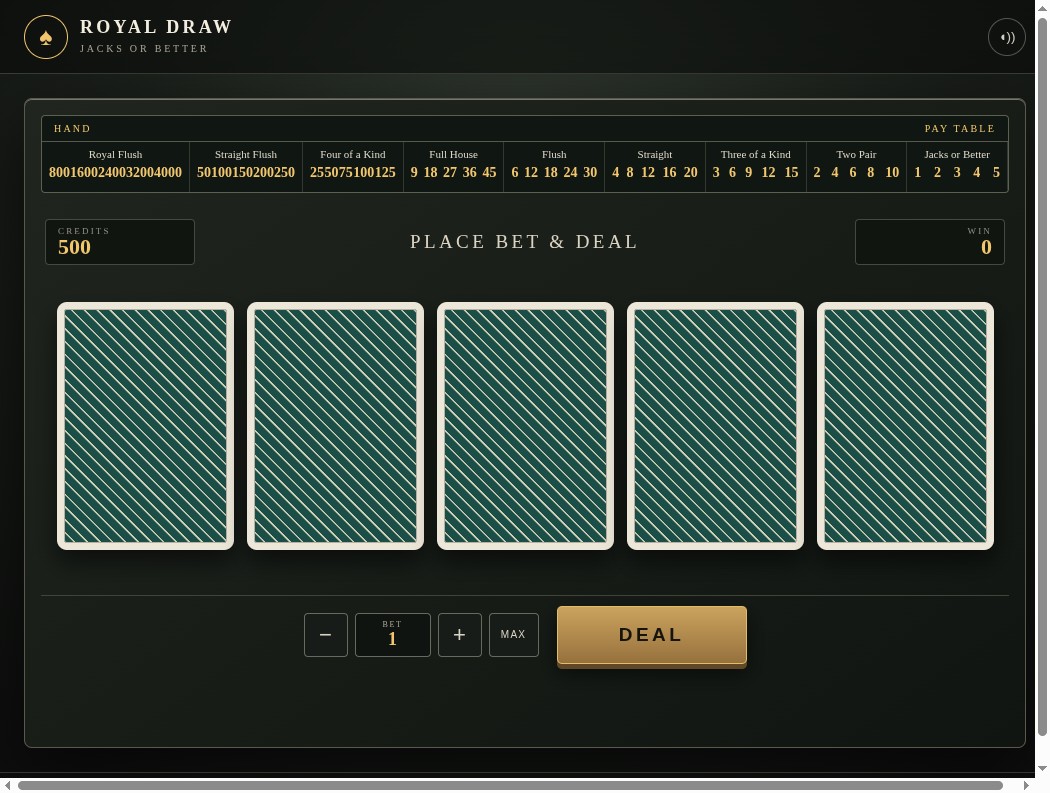 ♠
ROYAL DRAW
JACKS OR BETTER
HAND
PAY TABLE
Royal Flush
8001600240032004000
Straight Flush
50100150200250
Four of a Kind
255075100125
Full House
9 18 27 36 45
Flush
6 12 18 24 30
Straight
4 8 12 16 20
Three of a Kind
3 6 9 12 15
Two Pair
2 4 6 8 10
Jacks or Better
1 2 3 4 5
CREDITS
500
PLACE BET & DEAL
WIN
0
−
BET
1
+
MAX
DEAL